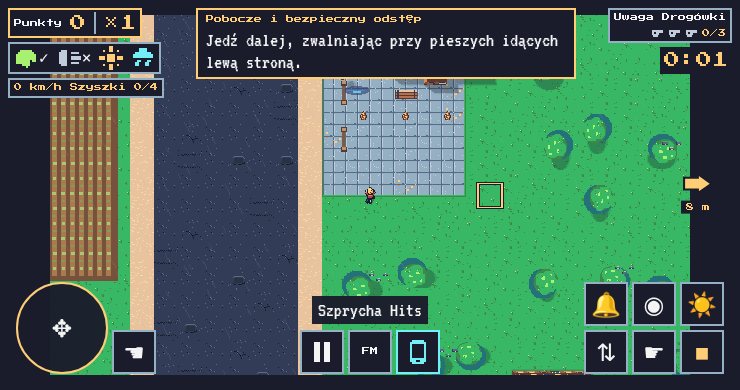 Punkty 0 × 1
Pobocze i bezpieczny odstęp
Jedź dalej, zwalniając przy pieszych idących
lewą stroną.
Uwaga Drogówki
0/3
0:01
0 km/h Szyszki 0/4
8 m
Szprycha Hits
FM